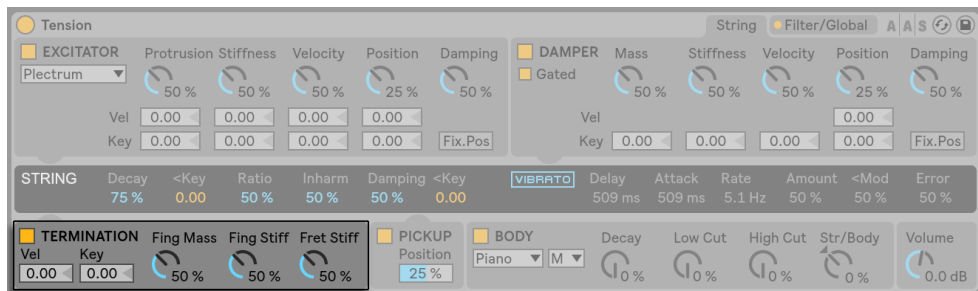 Tension String Filter/Global A A S
EXCITATOR Protrusion Stiffness Velocity Position Damping
Plectrum 50 % 50 % 50 % 25 % 50 %
Vel 0.00 0.00 0.00 0.00
Key 0.00 0.00 0.00 0.00 Fix.Pos
DAMPER Mass Stiffness Velocity Position Damping
Gated 50 % 50 % 50 % 25 % 50 %
Vel 0.00
Key 0.00 0.00 0.00 0.00 Fix.Pos
STRING Decay <Key Ratio Inharm Damping <Key VIBRATO Delay Attack Rate Amount <Mod Error
75 % 0.00 50 % 50 % 50 % 0.00 509 ms 509 ms 5.1 Hz 50 % 50 % 50 %
TERMINATION Fing Mass Fing Stiff Fret Stiff
Vel Key
0.00 0.00 50 % 50 % 50 %
PICKUP
Position
25 %
BODY Decay Low Cut High Cut Str/Body
Piano M 0 % 0 % 0 % 0 %
Volume
0.0 dB